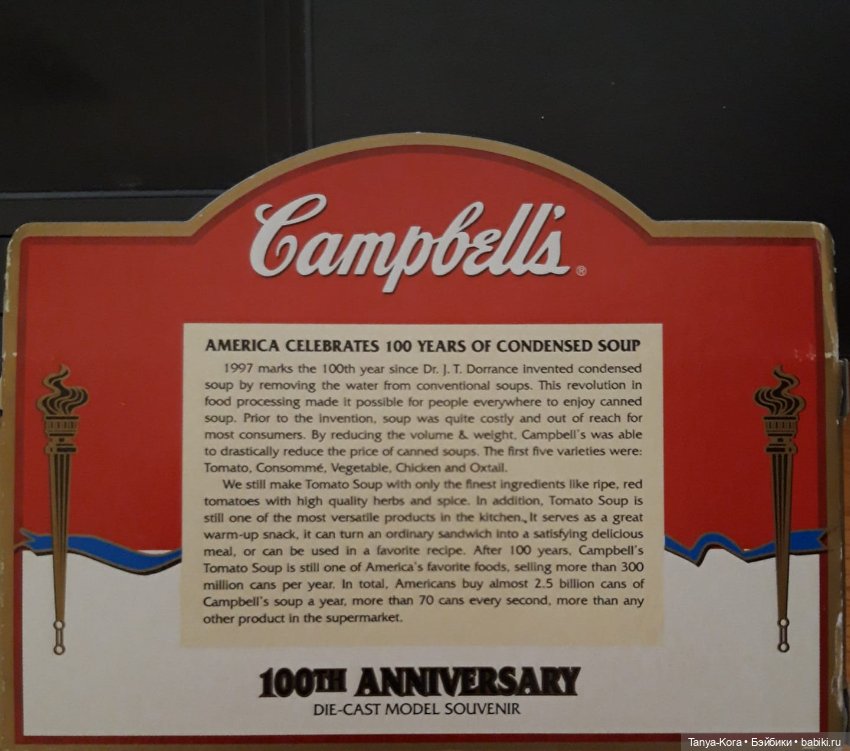 Campbell's®
AMERICA CELEBRATES 100 YEARS OF CONDENSED SOUP
1997 marks the 100th year since Dr. J. T. Dorrance invented condensed
soup by removing the water from conventional soups. This revolution in
food processing made it possible for people everywhere to enjoy canned
soup. Prior to the invention, soup was quite costly and out of reach for
most consumers. By reducing the volume & weight, Campbell's was able
to drastically reduce the price of canned soups. The first five varieties were:
Tomato, Consommé, Vegetable, Chicken and Oxtail.
We still make Tomato Soup with only the finest ingredients like ripe, red
tomatoes with high quality herbs and spice. In addition, Tomato Soup is
still one of the most versatile products in the kitchen. It serves as a great
warm-up snack, it can turn an ordinary sandwich into a satisfying delicious
meal, or can be used in a favorite recipe. After 100 years, Campbell's
Tomato Soup is still one of America's favorite foods, selling more than 300
million cans per year. In total, Americans buy almost 2.5 billion cans of
Campbell's soup a year, more than 70 cans every second, more than any
other product in the supermarket.
100TH ANNIVERSARY
DIE-CAST MODEL SOUVENIR
Tanya-Kora • Бэйбики • babiki.ru